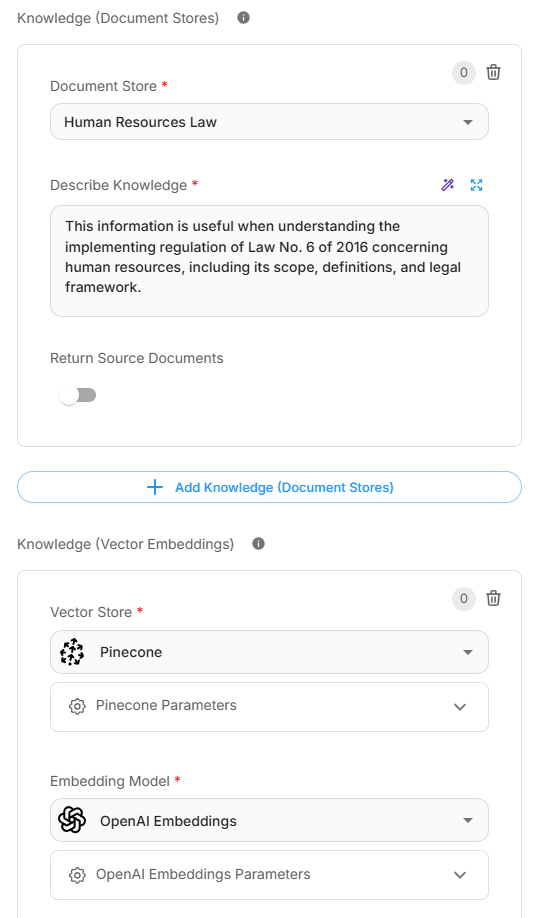 Knowledge (Document Stores)
0
Document Store *
Human Resources Law
Describe Knowledge *
This information is useful when understanding the
implementing regulation of Law No. 6 of 2016 concerning
human resources, including its scope, definitions, and legal
framework.
Return Source Documents
Add Knowledge (Document Stores)
Knowledge (Vector Embeddings)
0
Vector Store *
Pinecone
Pinecone Parameters
Embedding Model *
OpenAI Embeddings
OpenAI Embeddings Parameters